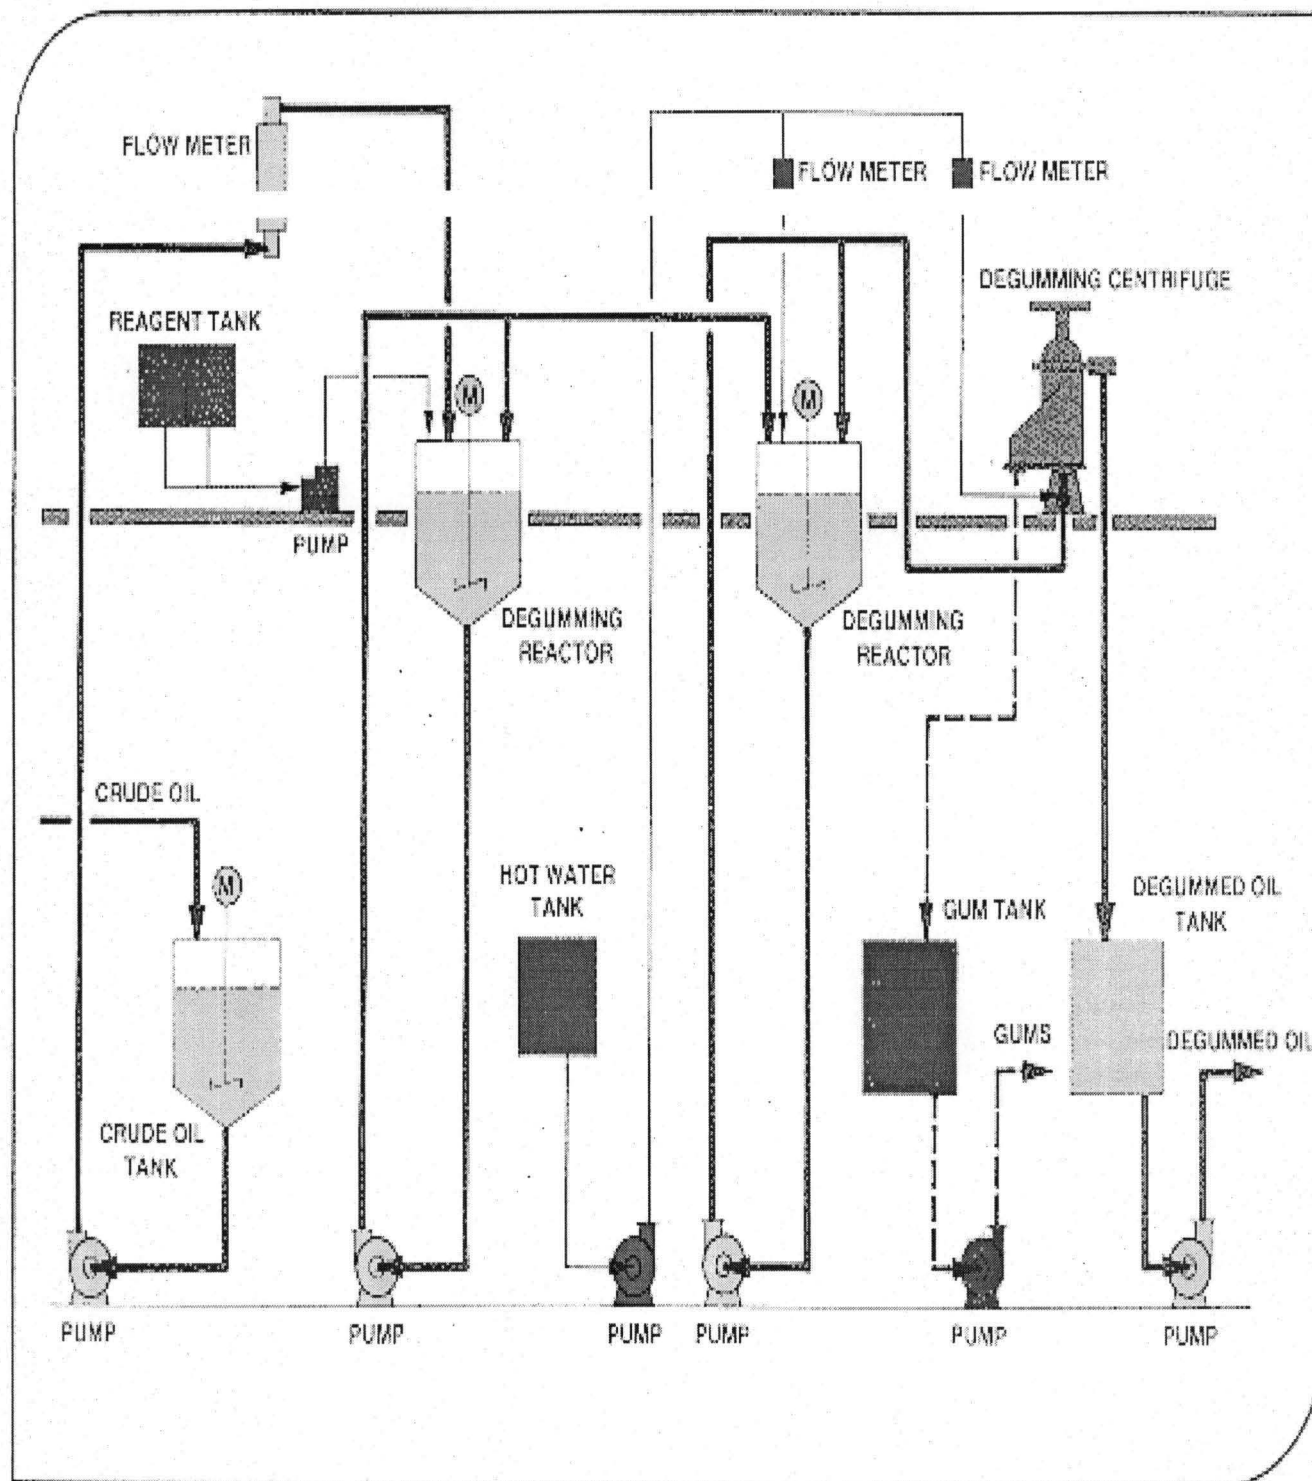 FLOW METER
FLOW METER
FLOW METER
DEGUMMING CENTRIFUGE
REAGENT TANK
M
M
PUMP
DEGUMMING
REACTOR
DEGUMMING
REACTOR
CRUDE OIL
M
HOT WATER
TANK
GUM TANK
DEGUMMED OIL
TANK
GUMS
DEGUMMED OIL
CRUDE OIL
TANK
PUMP
PUMP
PUMP
PUMP
PUMP
PUMP